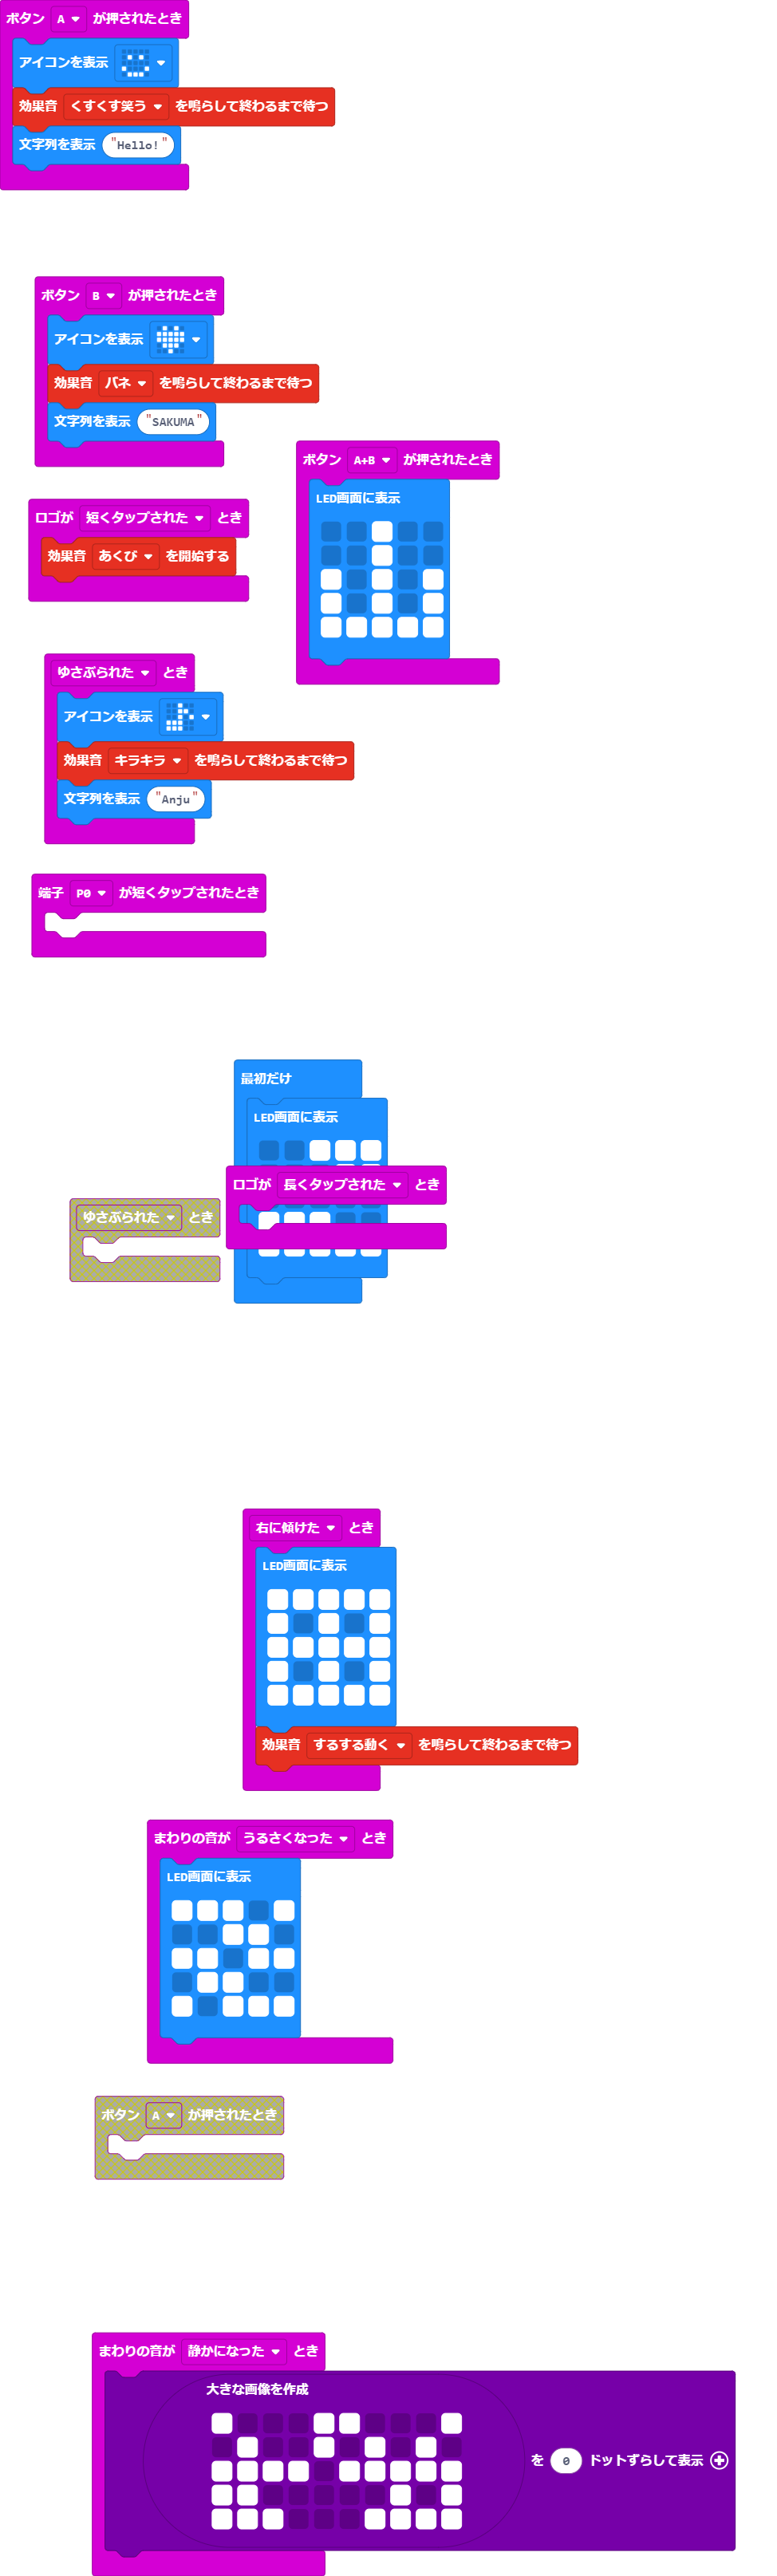 ボタン A が押されたとき
アイコンを表示
効果音 くすくす笑う を鳴らして終わるまで待つ
文字列を表示 "Hello!"
ボタン B が押されたとき
アイコンを表示
効果音 バネ を鳴らして終わるまで待つ
文字列を表示 "SAKUMA"
ボタン A+B が押されたとき
LED画面に表示
ロゴが 短くタップされた とき
効果音 あくび を開始する
ゆさぶられた とき
アイコンを表示
効果音 キラキラ を鳴らして終わるまで待つ
文字列を表示 "Anju"
端子 P0 が短くタップされたとき
最初だけ
LED画面に表示
ロゴが 長くタップされた とき
ゆさぶられた とき
右に傾けた とき
LED画面に表示
効果音 するする動く を鳴らして終わるまで待つ
まわりの音が うるさくなった とき
LED画面に表示
ボタン A が押されたとき
まわりの音が 静かになった とき
大きな画像を作成
を 0 ドットずらして表示